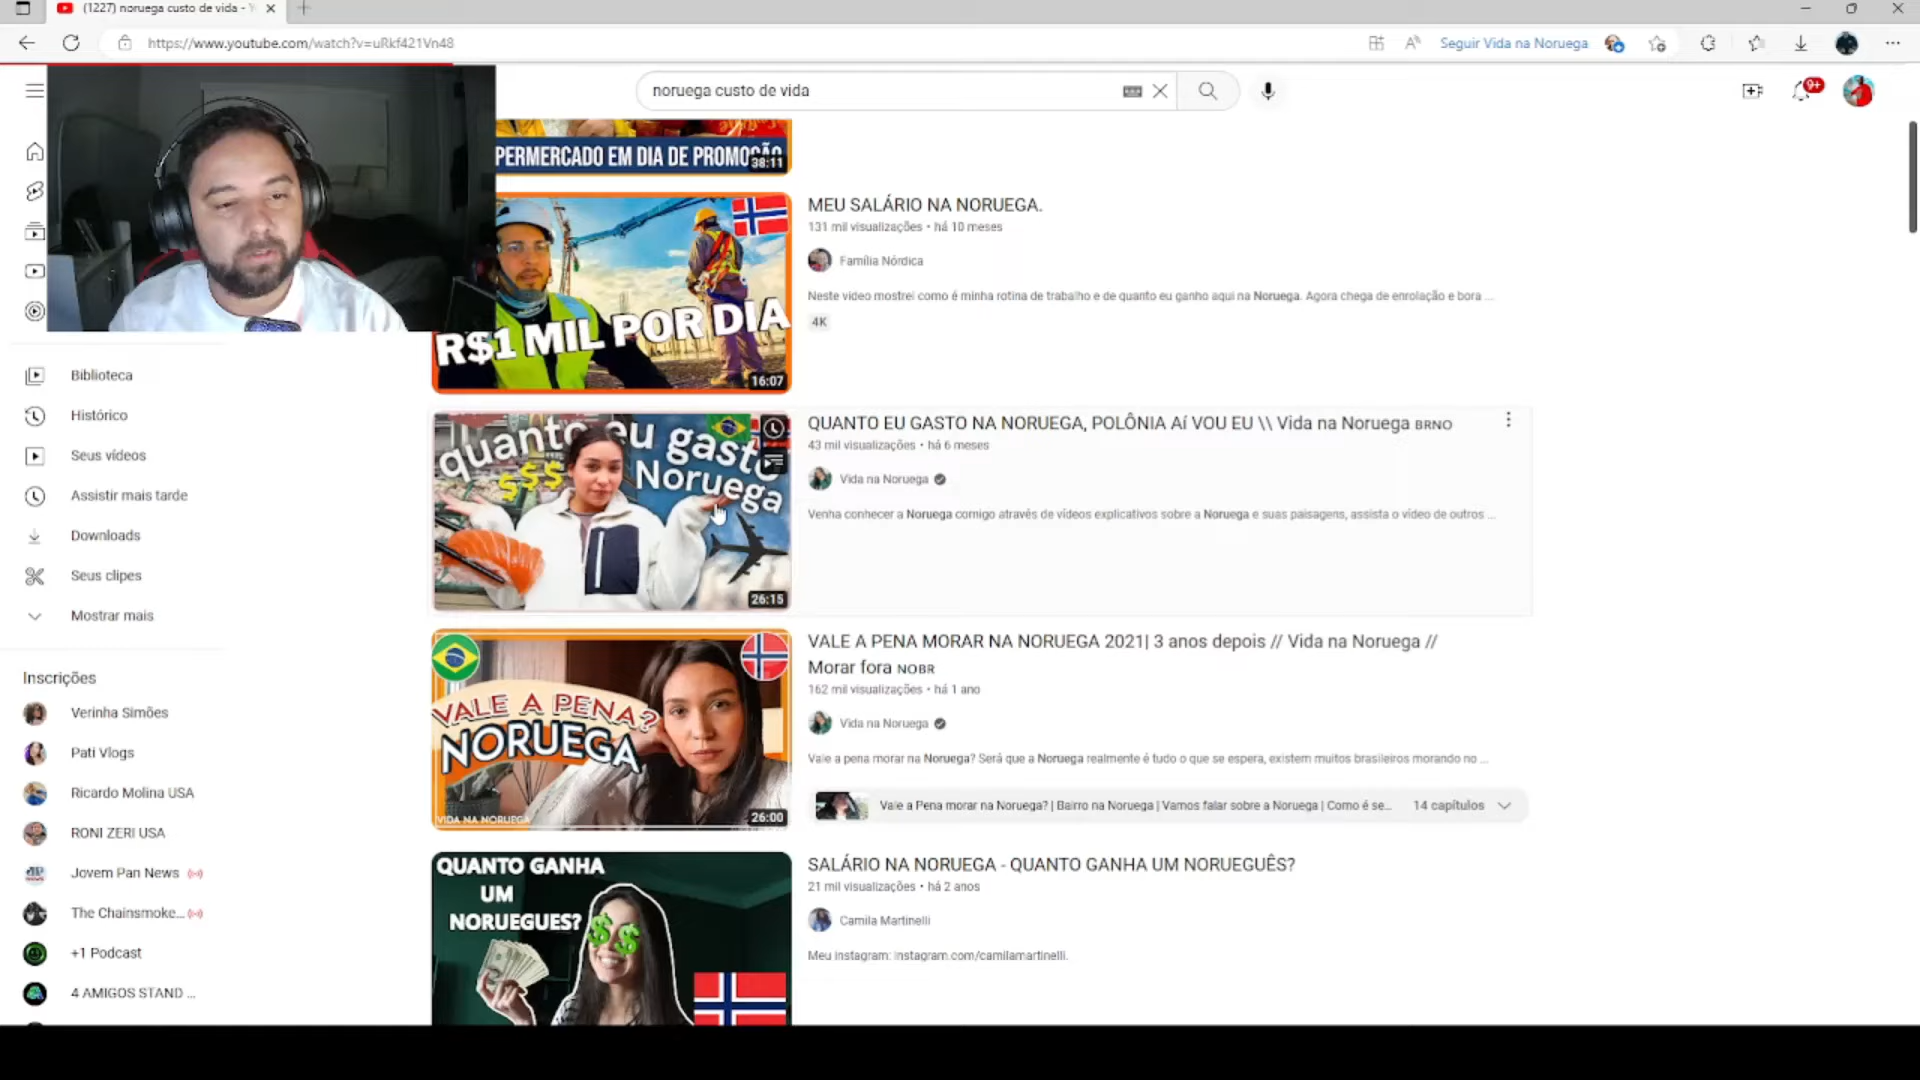 (1227) noruega custo de vida - Y
https://www.youtube.com/watch?v=uRkf421Vn48
Seguir Vida na Noruega
noruega custo de vida
9+
PERMERCADO EM DIA DE PROMOÇÃO
38:11
MEU SALÁRIO NA NORUEGA.
131 mil visualizações • há 10 meses
Família Nórdica
Neste video mostrei como é minha rotina de trabalho e de quanto eu ganho aqui na Noruega. Agora chega de enrolação e bora ...
4K
R$1 MIL POR DIA
16:07
Biblioteca
Histórico
Seus vídeos
Assistir mais tarde
Downloads
Seus clipes
Mostrar mais
Inscrições
Verinha Simões
Pati Vlogs
Ricardo Molina USA
RONI ZERI USA
Jovem Pan News
The Chainsmoke...
+1 Podcast
4 AMIGOS STAND ...
quanto eu gasto
$$$
Noruega
26:15
QUANTO EU GASTO NA NORUEGA, POLÔNIA Aí VOU EU \\ Vida na Noruega BRNO
43 mil visualizações • há 6 meses
Vida na Noruega
Venha conhecer a Noruega comigo através de vídeos explicativos sobre a Noruega e suas paisagens, assista o vídeo de outros ...
VALE A PENA?
NORUEGA
VIDA NA NORUEGA
26:00
VALE A PENA MORAR NA NORUEGA 2021| 3 anos depois // Vida na Noruega //
Morar fora NOBR
162 mil visualizações • há 1 ano
Vida na Noruega
Vale a pena morar na Noruega? Será que a Noruega realmente é tudo o que se espera, existem muitos brasileiros morando no ...
Vale a Pena morar na Noruega? | Bairro na Noruega | Vamos falar sobre a Noruega | Como é se...
14 capítulos
QUANTO GANHA
UM
NORUEGUES?
SALÁRIO NA NORUEGA - QUANTO GANHA UM NORUEGUÊS?
21 mil visualizações • há 2 anos
Camila Martinelli
Meu instagram: instagram.com/camilamartinelli.